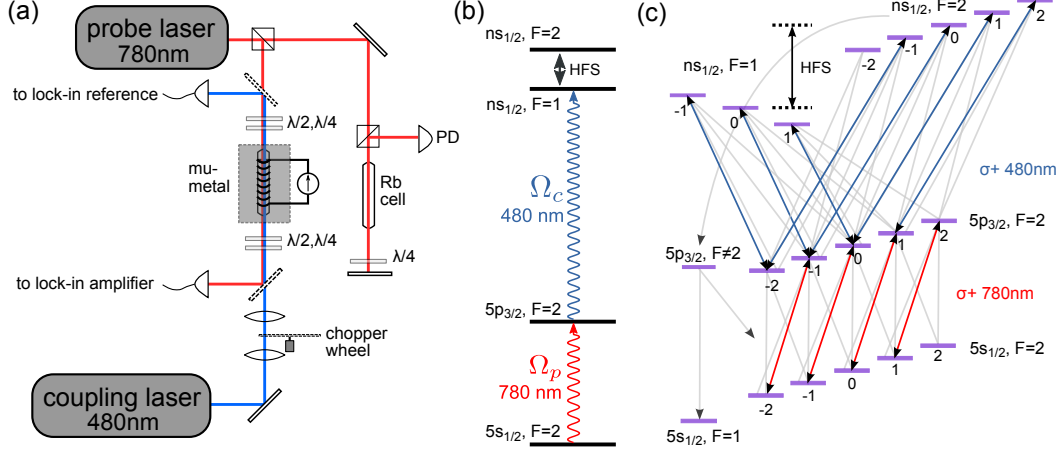 (a)
probe laser
780nm
to lock-in reference
λ/2,λ/4
mu-
metal
λ/2,λ/4
to lock-in amplifier
chopper
wheel
coupling laser
480nm
PD
Rb
cell
λ/4
(b)
ns1/2, F=2
HFS
ns1/2, F=1
Ωc
480 nm
5p3/2, F=2
Ωp
780 nm
5s1/2, F=2
(c)
ns1/2, F=2
-2
-1
0
1
2
HFS
ns1/2, F=1
-1
0
1
σ+ 480nm
5p3/2, F=2
-2
-1
0
1
2
5p3/2, F≠2
σ+ 780nm
5s1/2, F=2
-2
-1
0
1
2
5s1/2, F=1